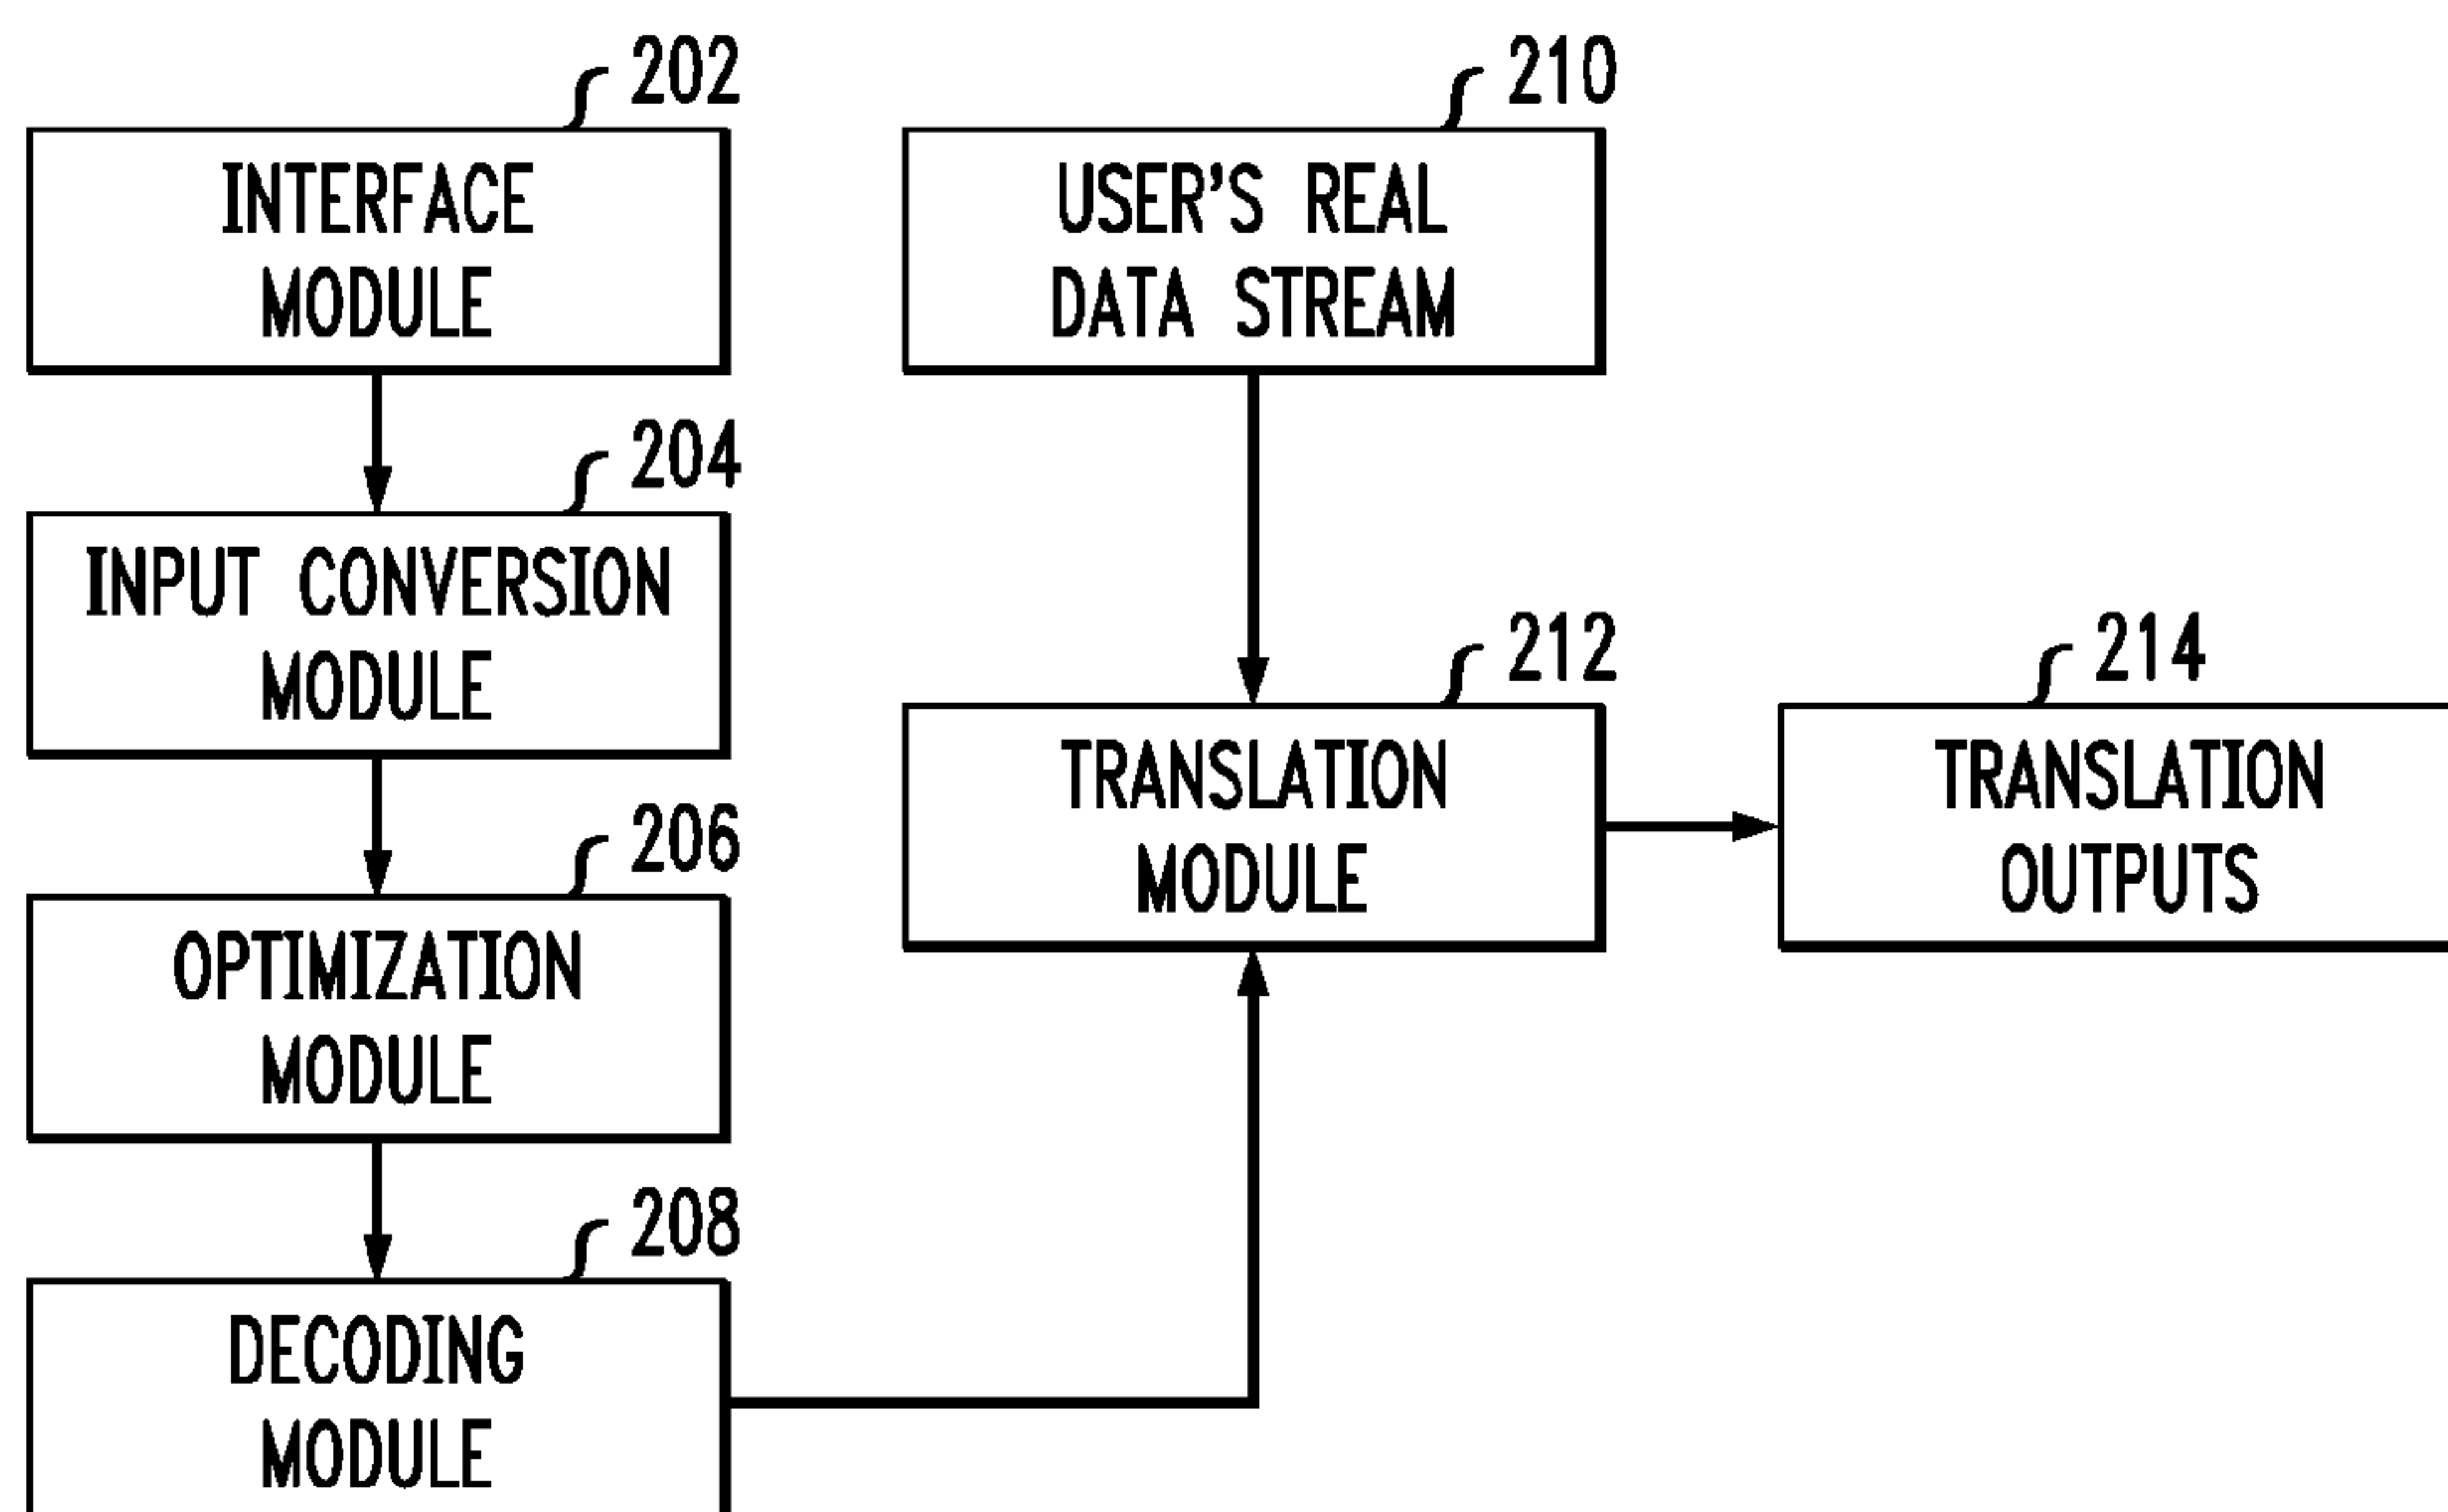 202
INTERFACE
MODULE
204
INPUT CONVERSION
MODULE
206
OPTIMIZATION
MODULE
208
DECODING
MODULE
210
USER'S REAL
DATA STREAM
212
TRANSLATION
MODULE
214
TRANSLATION
OUTPUTS